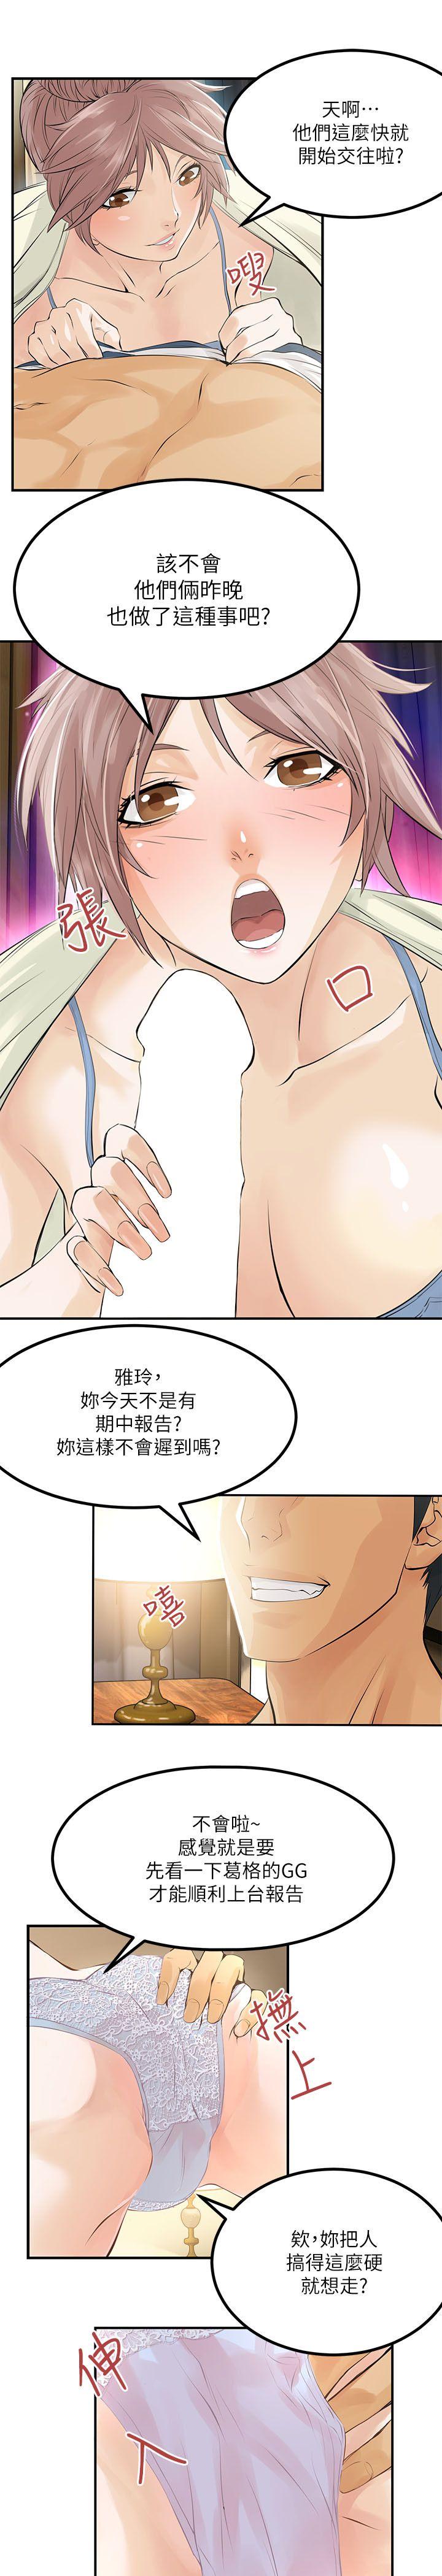 天啊…
他們這麼快就
開始交往啦?
嗖
該不會
他們倆昨晚
也做了這種事吧?
張
口
雅玲,
妳今天不是有
期中報告?
妳這樣不會遲到嗎?
嘻
不會啦~
感覺就是要
先看一下葛格的GG
才能順利上台報告
撫
上
欸,妳把人
搞得這麼硬
就想走?
伸
入